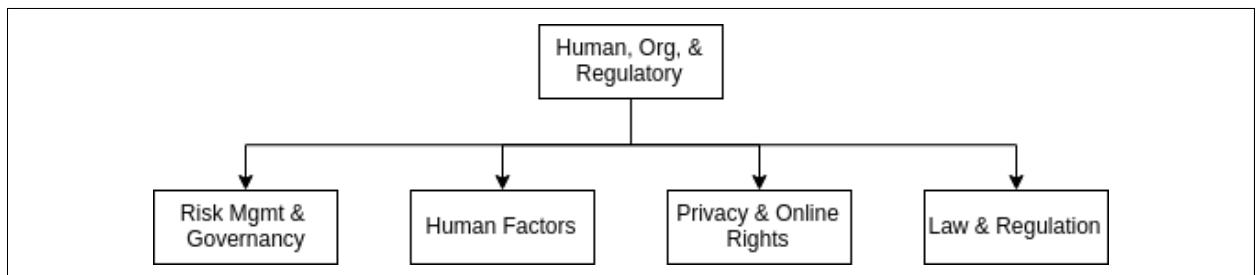 Human, Org, &
Regulatory
Risk Mgmt &
Governancy
Human Factors
Privacy & Online
Rights
Law & Regulation